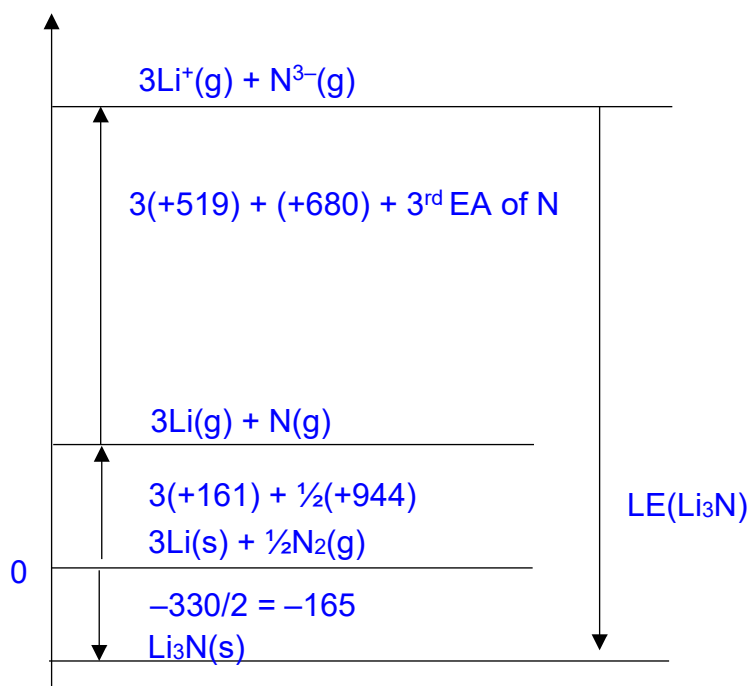 3Li⁺(g) + N³⁻(g)
3(+519) + (+680) + 3ʳᵈ EA of N
3Li(g) + N(g)
3(+161) + ½(+944)
LE(Li₃N)
3Li(s) + ½N₂(g)
0
–330/2 = –165
Li₃N(s)